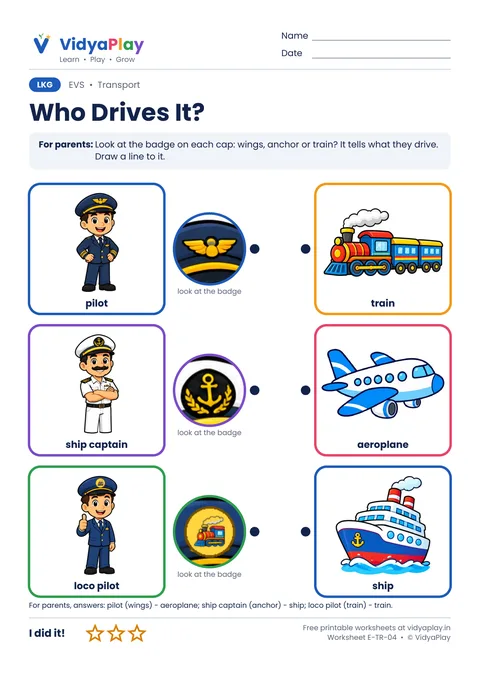 VidyaPlay
Learn • Play • Grow
Name
Date
LKG EVS • Transport
Who Drives It?
For parents: Look at the badge on each cap: wings, anchor or train? It tells what they drive.
Draw a line to it.
pilot
look at the badge
train
ship captain
look at the badge
aeroplane
loco pilot
look at the badge
ship
For parents, answers: pilot (wings) - aeroplane; ship captain (anchor) - ship; loco pilot (train) - train.
I did it!
Free printable worksheets at vidyaplay.in
Worksheet E-TR-04 • © VidyaPlay